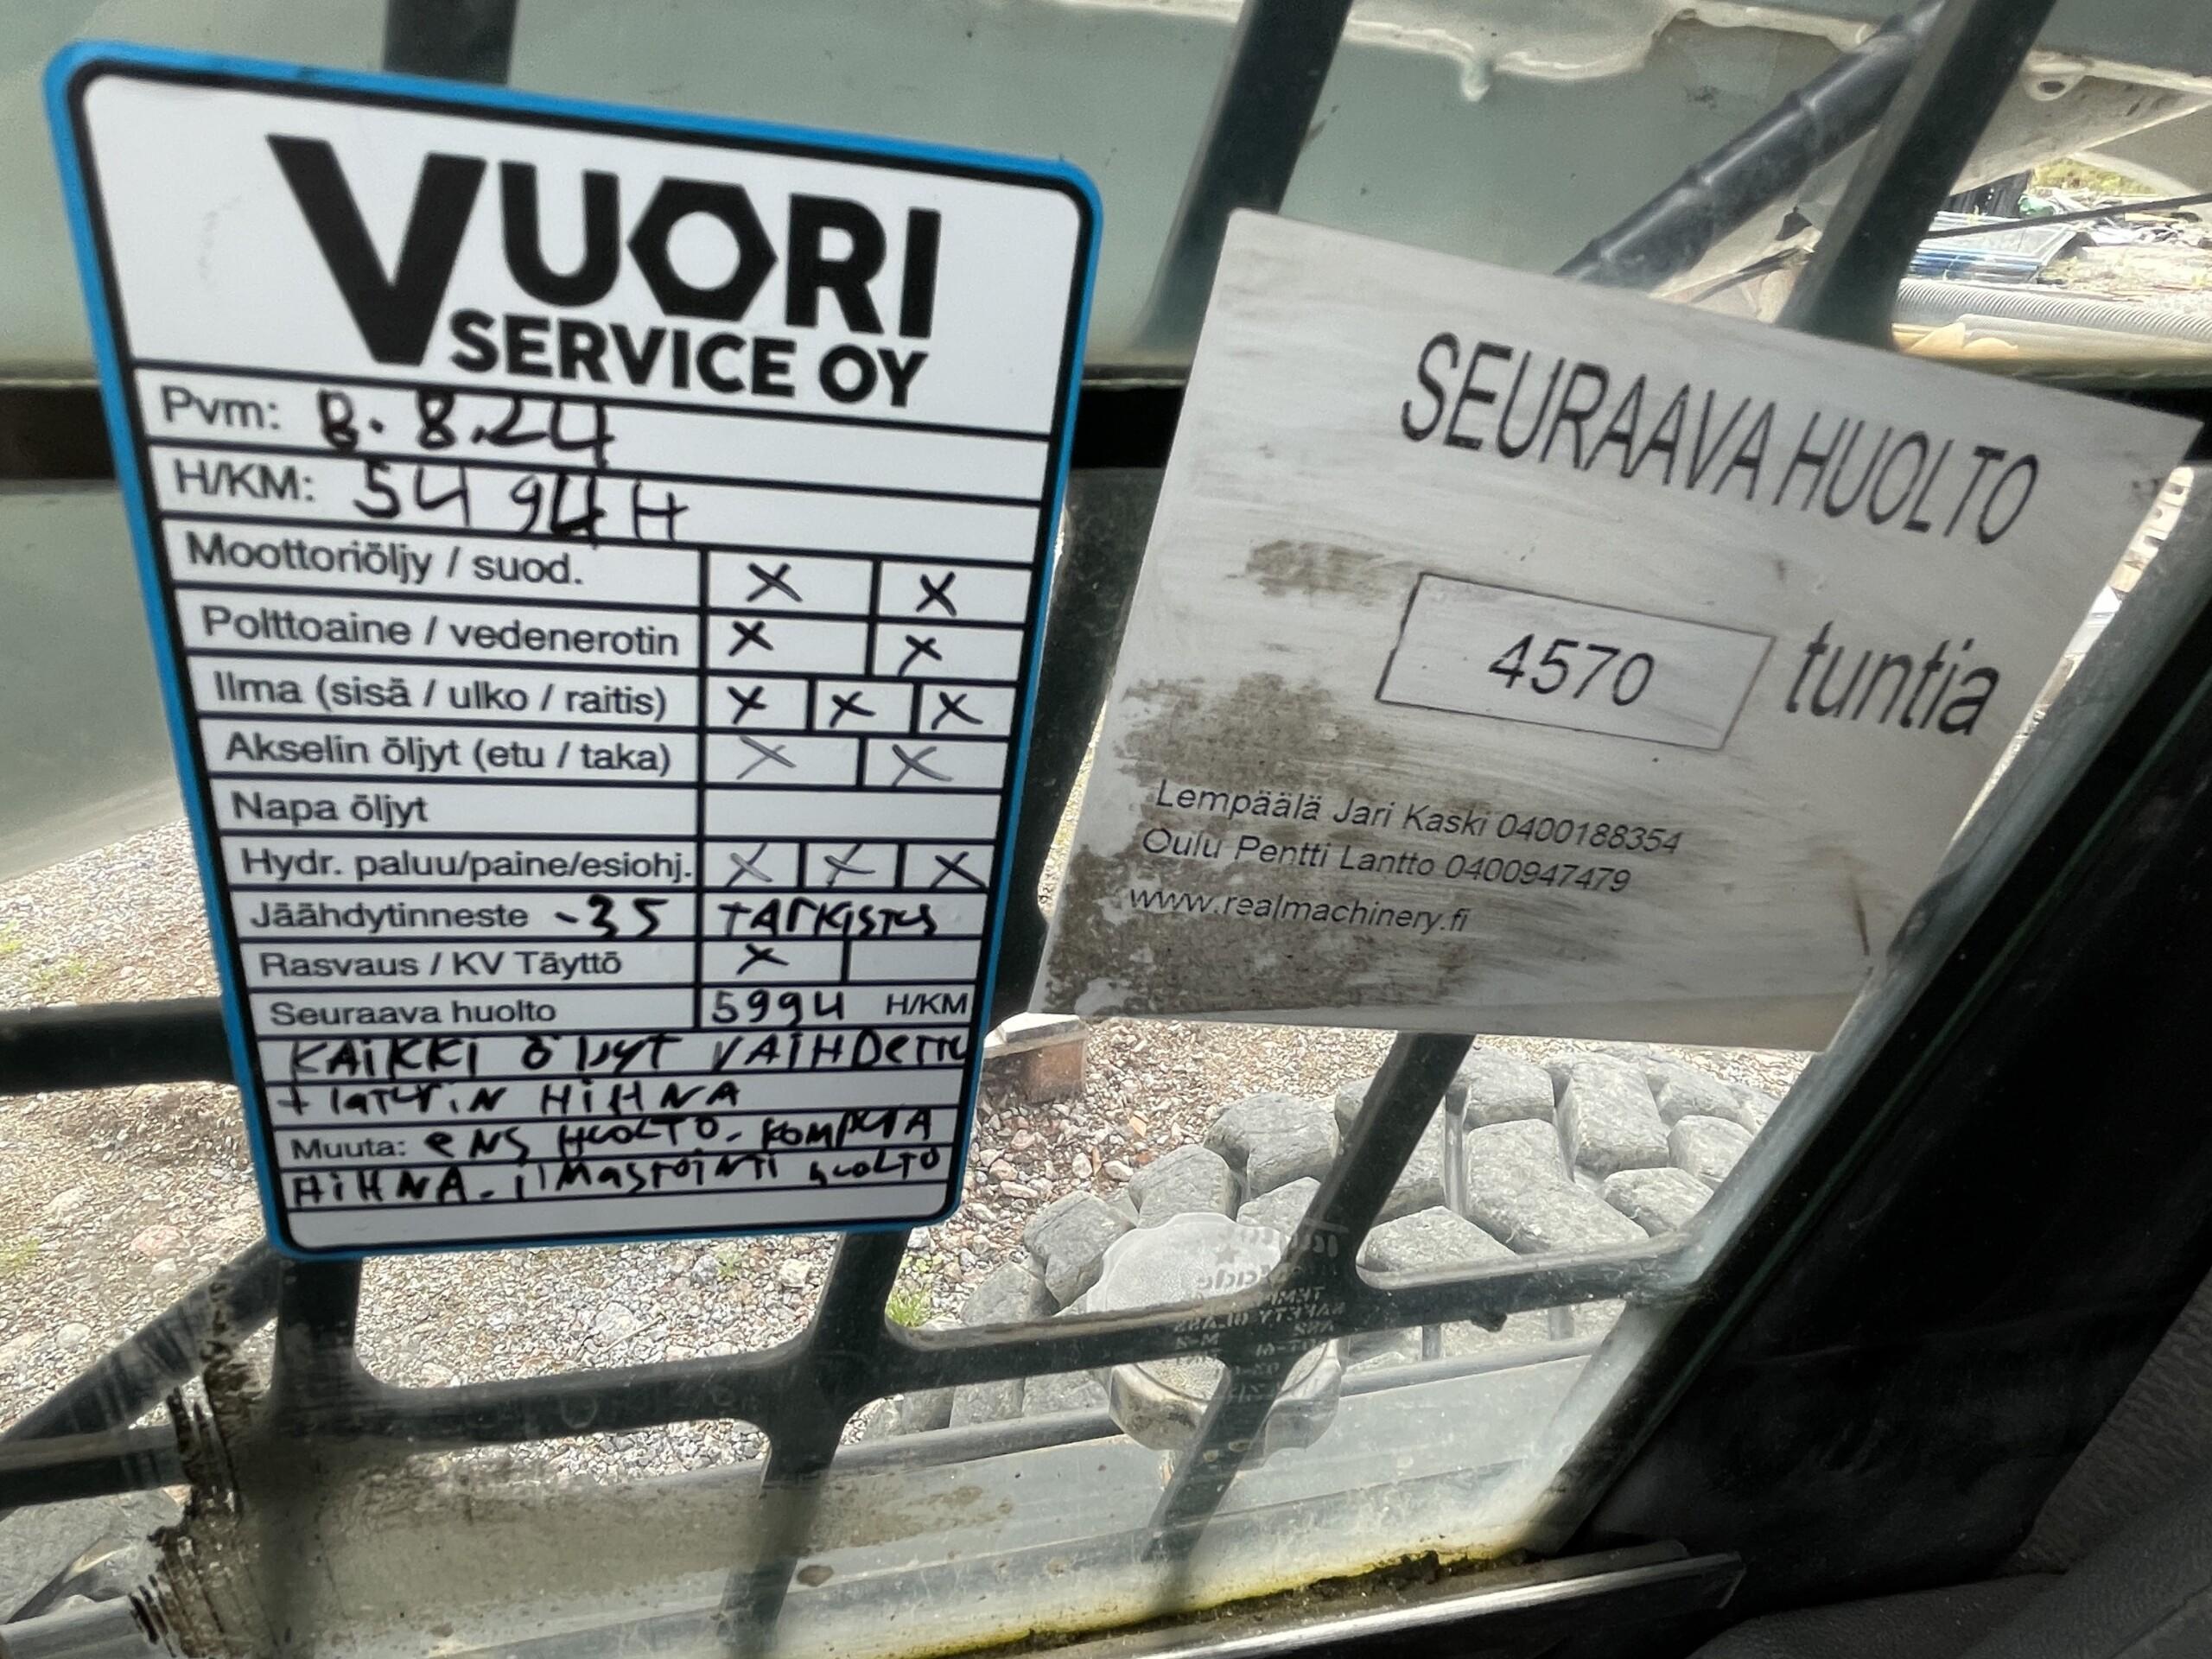 VUORI
SERVICE OY
Pvm: 8.8.24
H/KM: 5494 H
Moottoriöljy / suod. X X
Polttoaine / vedenerotin X X
Ilma (sisä / ulko / raitis) X X X
Akselin öljyt (etu / taka) X X
Napa öljyt
Hydr. paluu/paine/esiohj. X X X
Jäähdytinneste -35 TARKISTUS
Rasvaus / KV Täyttö X
Seuraava huolto 5994 H/KM
KAIKKI ÖljyT VAIHDETTU
+ laturin HIHNA
Muuta: ENS HUOLTO. KOMPURA
HIHNA. ilmastointi huolto
SEURAAVA HUOLTO
4570 tuntia
Lempäälä Jari Kaski 0400188354
Oulu Pentti Lantto 0400947479
www.realmachinery.fi